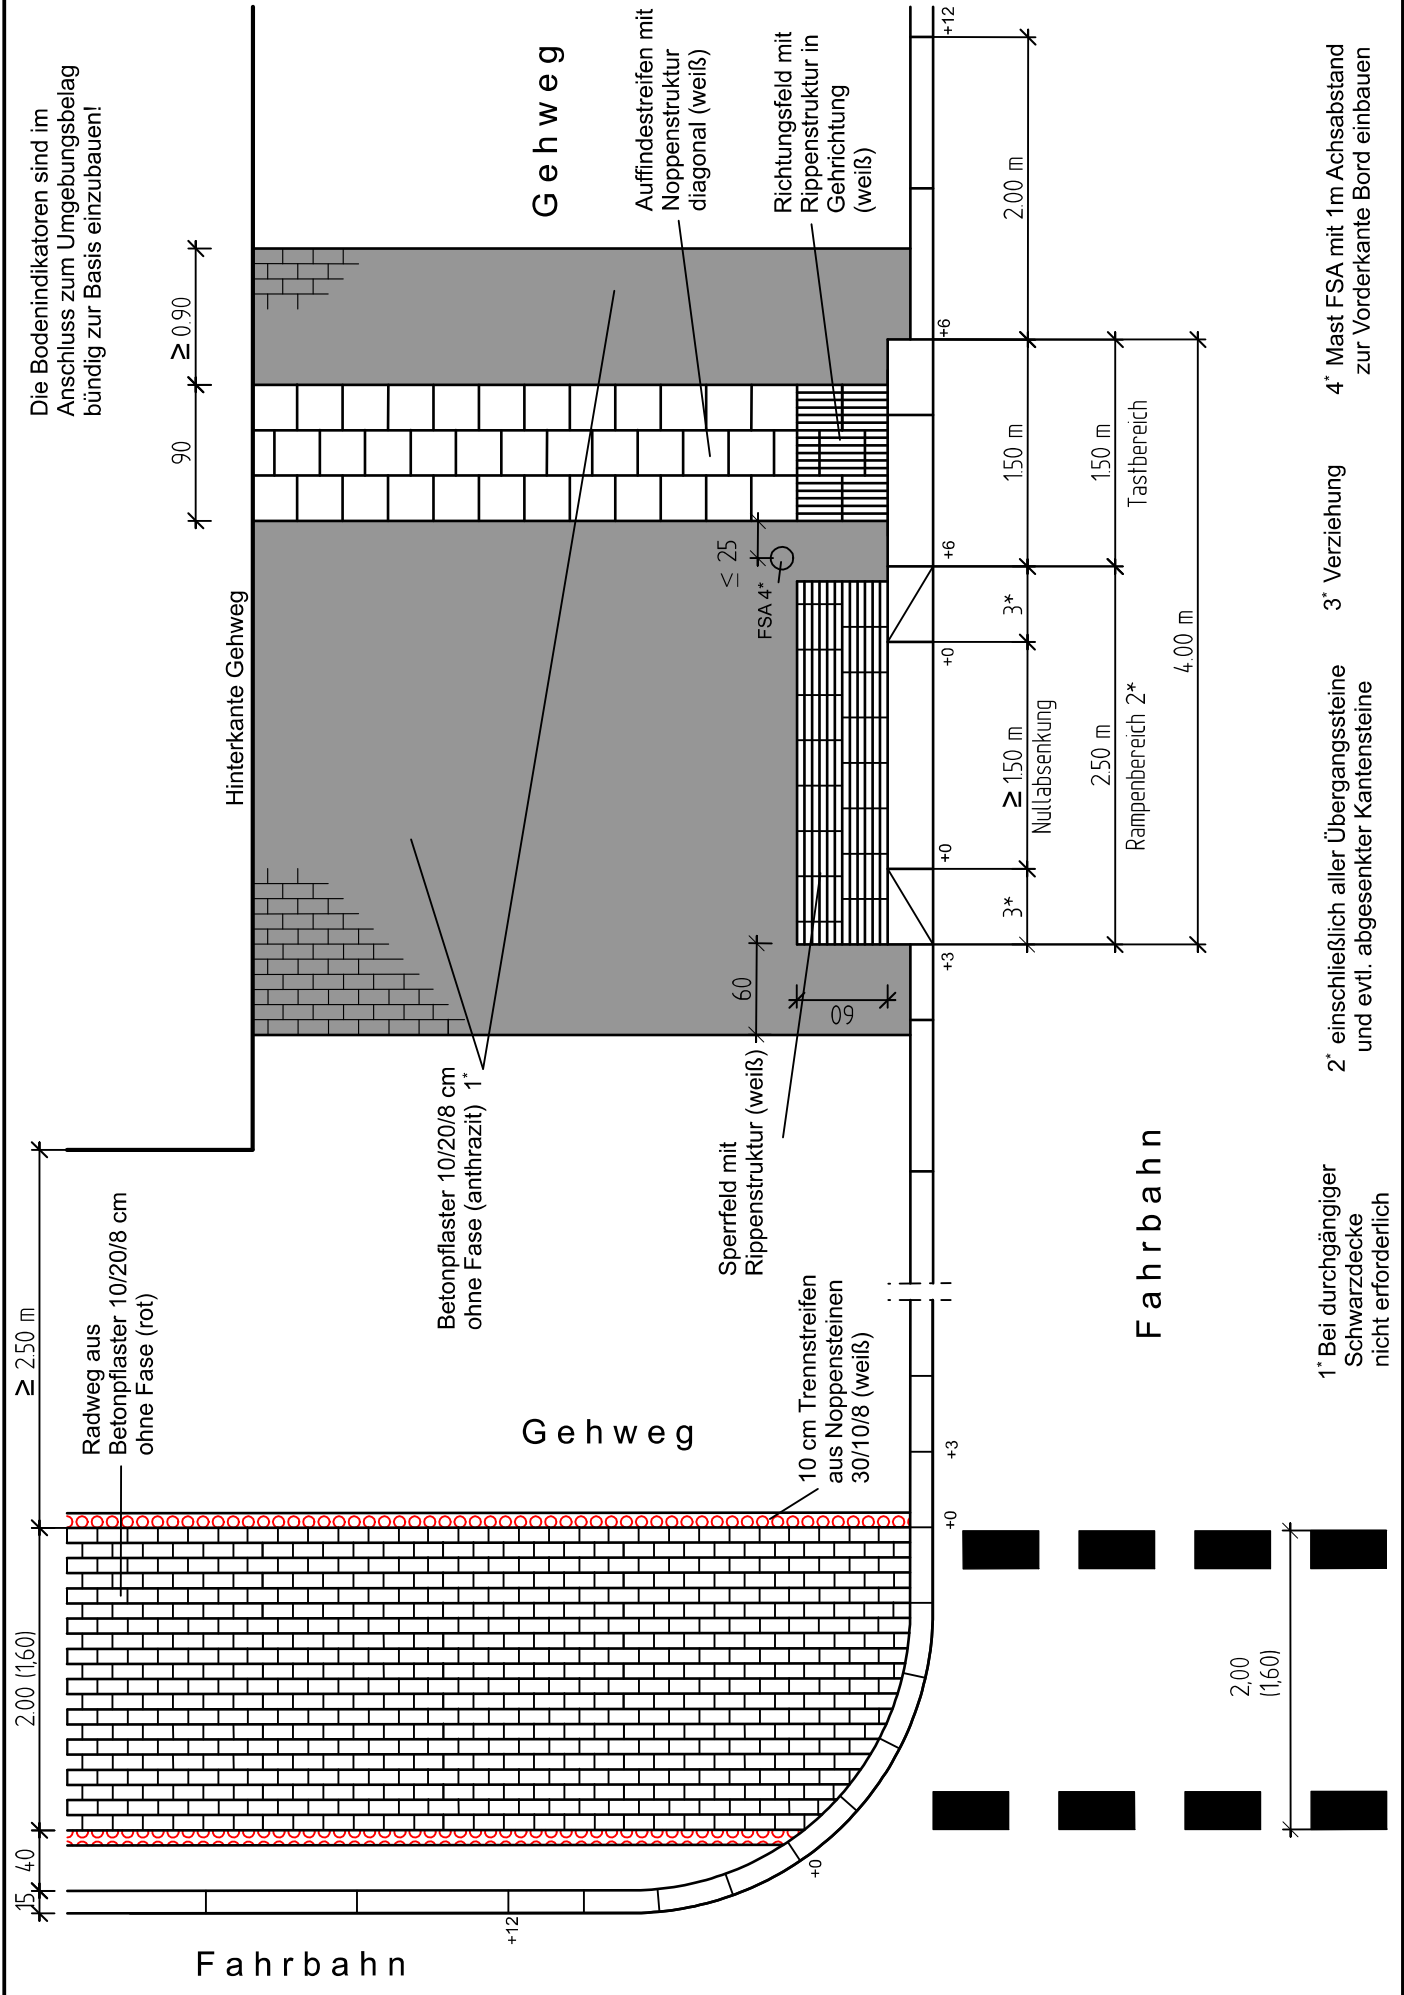 Die Bodenindikatoren sind im
Anschluss zum Umgebungsbelag
bündig zur Basis einzubauen!
15
40
2.00 (1,60)
≥ 2.50 m
90
≥ 0.90
Radweg aus
Betonpflaster 10/20/8 cm
ohne Fase (rot)
Hinterkante Gehweg
Fahrbahn
Gehweg
Gehweg
Betonpflaster 10/20/8 cm
ohne Fase (anthrazit) 1*
Auffindestreifen mit
Noppenstruktur
diagonal (weiß)
Richtungsfeld mit
Rippenstruktur in
Gehrichtung
(weiß)
Sperrfeld mit
Rippenstruktur (weiß)
10 cm Trennstreifen
aus Noppensteinen
30/10/8 (weiß)
60
60
≤ 25
FSA 4*
+12
+0
+0
+3
+3
+0
+0
+6
+6
+12
3*
≥ 1.50 m
Nullabsenkung
3*
1.50 m
2.00 m
2.50 m
Rampenbereich 2*
1.50 m
Tastbereich
4.00 m
Fahrbahn
2,00
(1,60)
1* Bei durchgängiger
Schwarzdecke
nicht erforderlich
2* einschließlich aller Übergangssteine
und evtl. abgesenkter Kantensteine
3* Verziehung
4* Mast FSA mit 1m Achsabstand
zur Vorderkante Bord einbauen